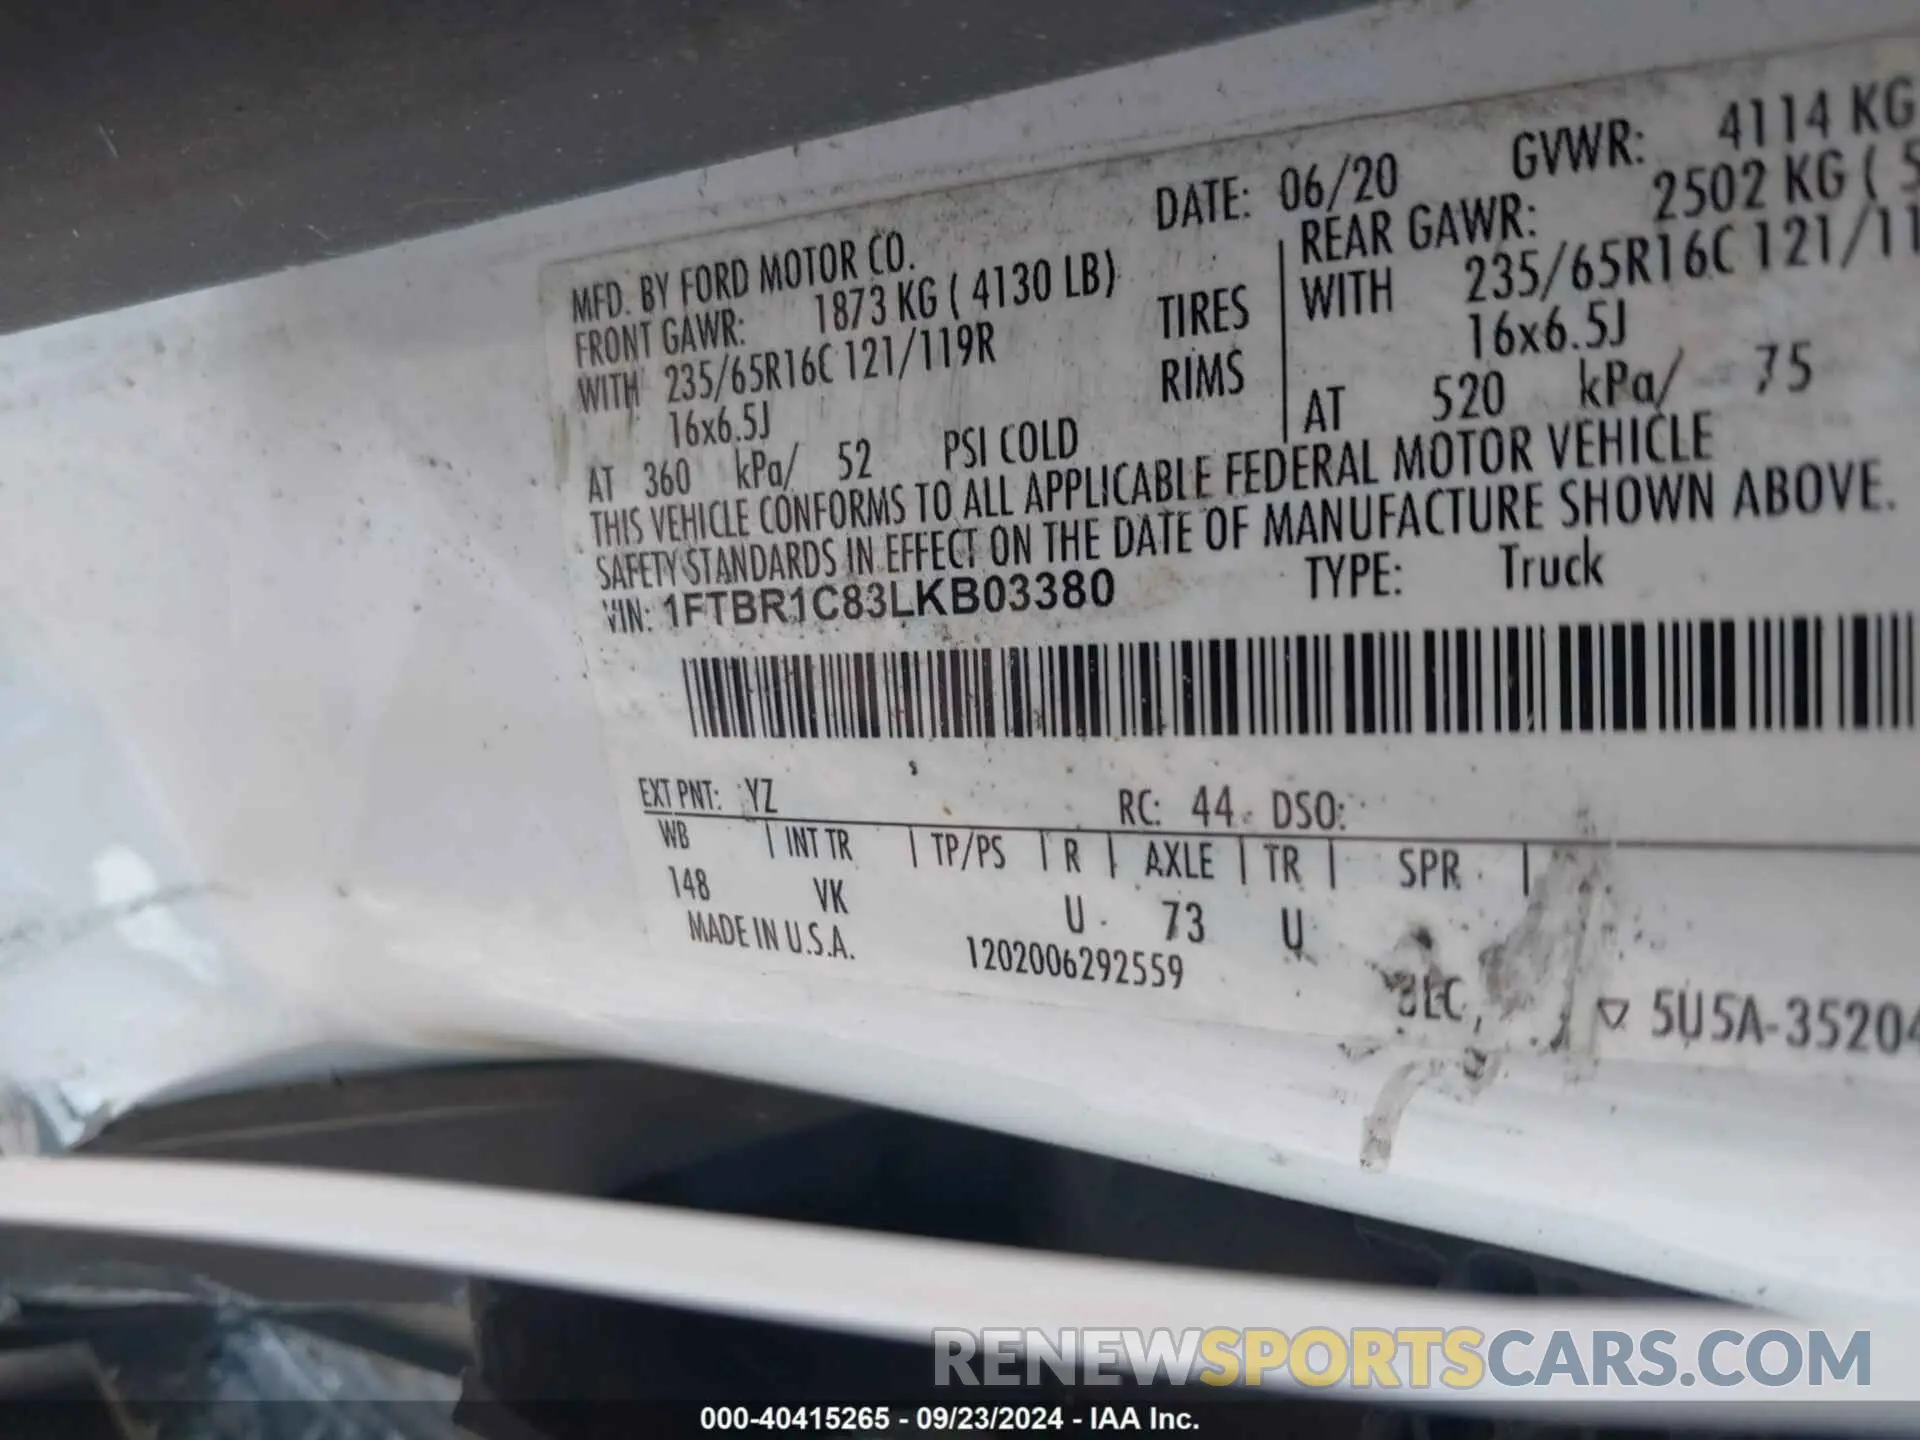 MFD. BY FORD MOTOR CO. DATE: 06/20 GVWR: 4114 KG
FRONT GAWR: 1873 KG ( 4130 LB) REAR GAWR: 2502 KG ( 5
WITH 235/65R16C 121/119R TIRES WITH 235/65R16C 121/11
16x6.5J RIMS 16x6.5J
AT 360 kPa/ 52 PSI COLD AT 520 kPa/ 75
THIS VEHICLE CONFORMS TO ALL APPLICABLE FEDERAL MOTOR VEHICLE
SAFETY STANDARDS IN EFFECT ON THE DATE OF MANUFACTURE SHOWN ABOVE.
VIN: 1FTBR1C83LKB03380 TYPE: Truck
EXT PNT: YZ RC: 44 DSO:
WB INT TR TP/PS R AXLE TR SPR
148 VK U 73 U
MADE IN U.S.A. 1202006292559
5U5A-35204
RENEWSPORTSCARS.COM
000-40415265 - 09/23/2024 - IAA Inc.